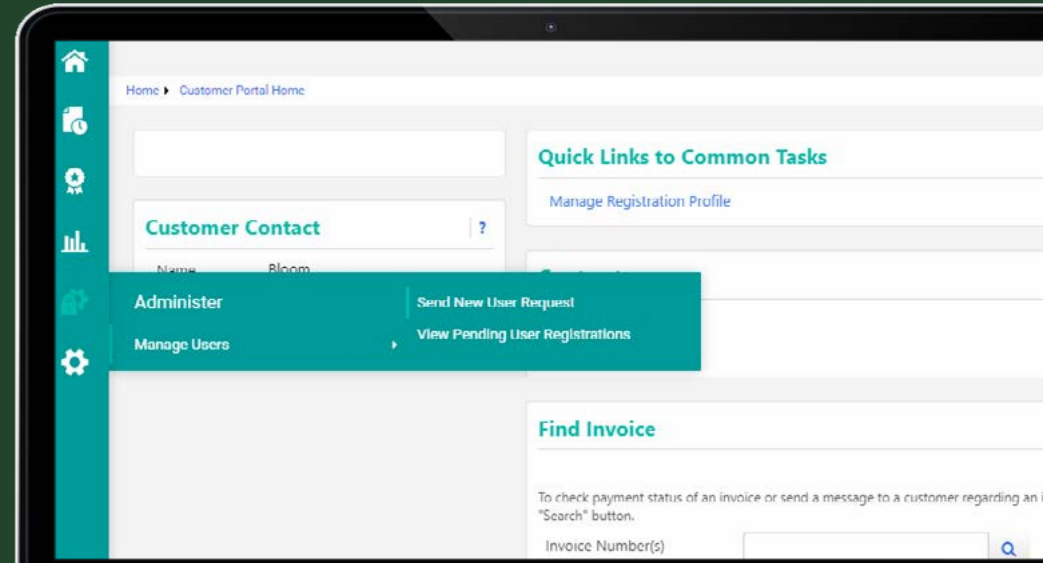 Home ▸ Customer Portal Home
Quick Links to Common Tasks
Manage Registration Profile
Customer Contact
?
Name Bloom
Administer
Manage Users
Send New User Request
View Pending User Registrations
Find Invoice
To check payment status of an invoice or send a message to a customer regarding an
"Search" button.
Invoice Number(s)